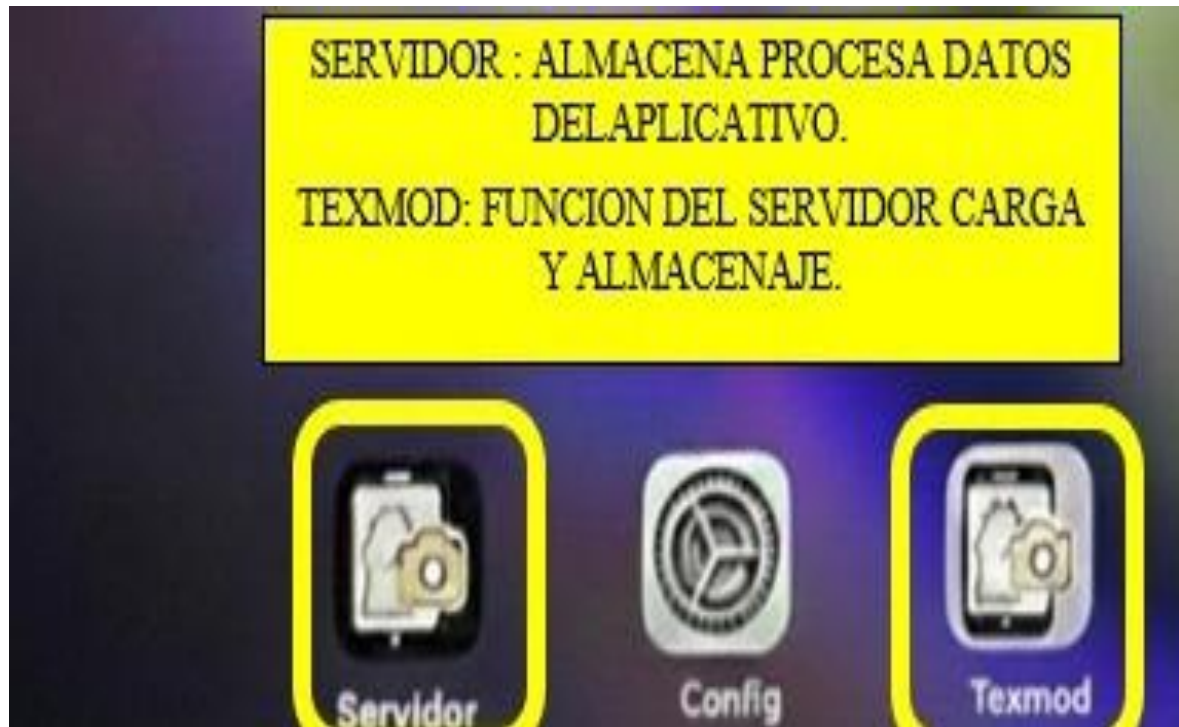 SERVIDOR : ALMACENA PROCESA DATOS
DELAPLICATIVO.
TEXMOD: FUNCION DEL SERVIDOR CARGA
Y ALMACENAJE.
Servidor
Config
Texmod